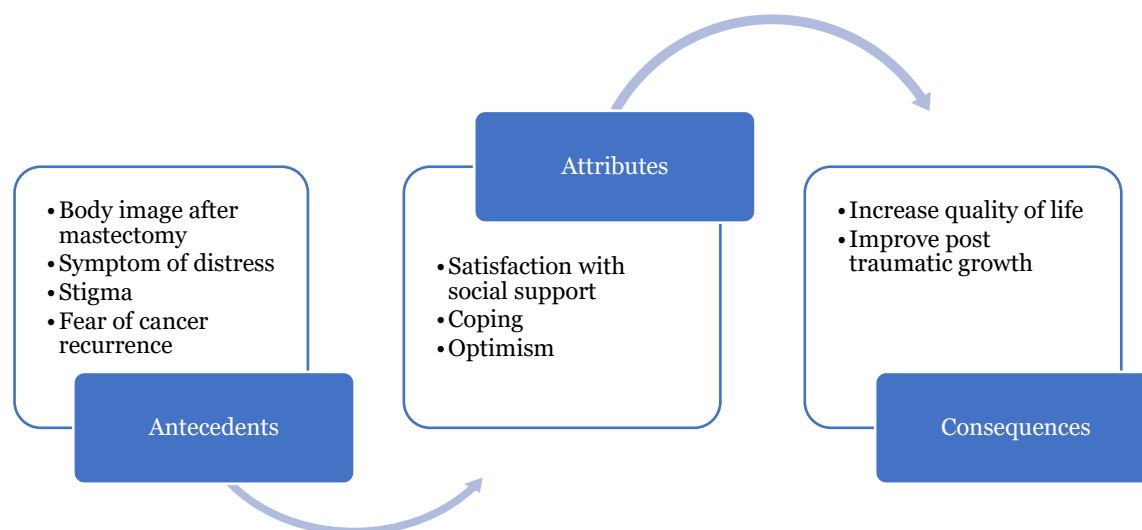 • Body image after
mastectomy
• Symptom of distress
• Stigma
• Fear of cancer
recurrence
Antecedents
Attributes
• Satisfaction with
social support
• Coping
• Optimism
• Increase quality of life
• Improve post
traumatic growth
Consequences